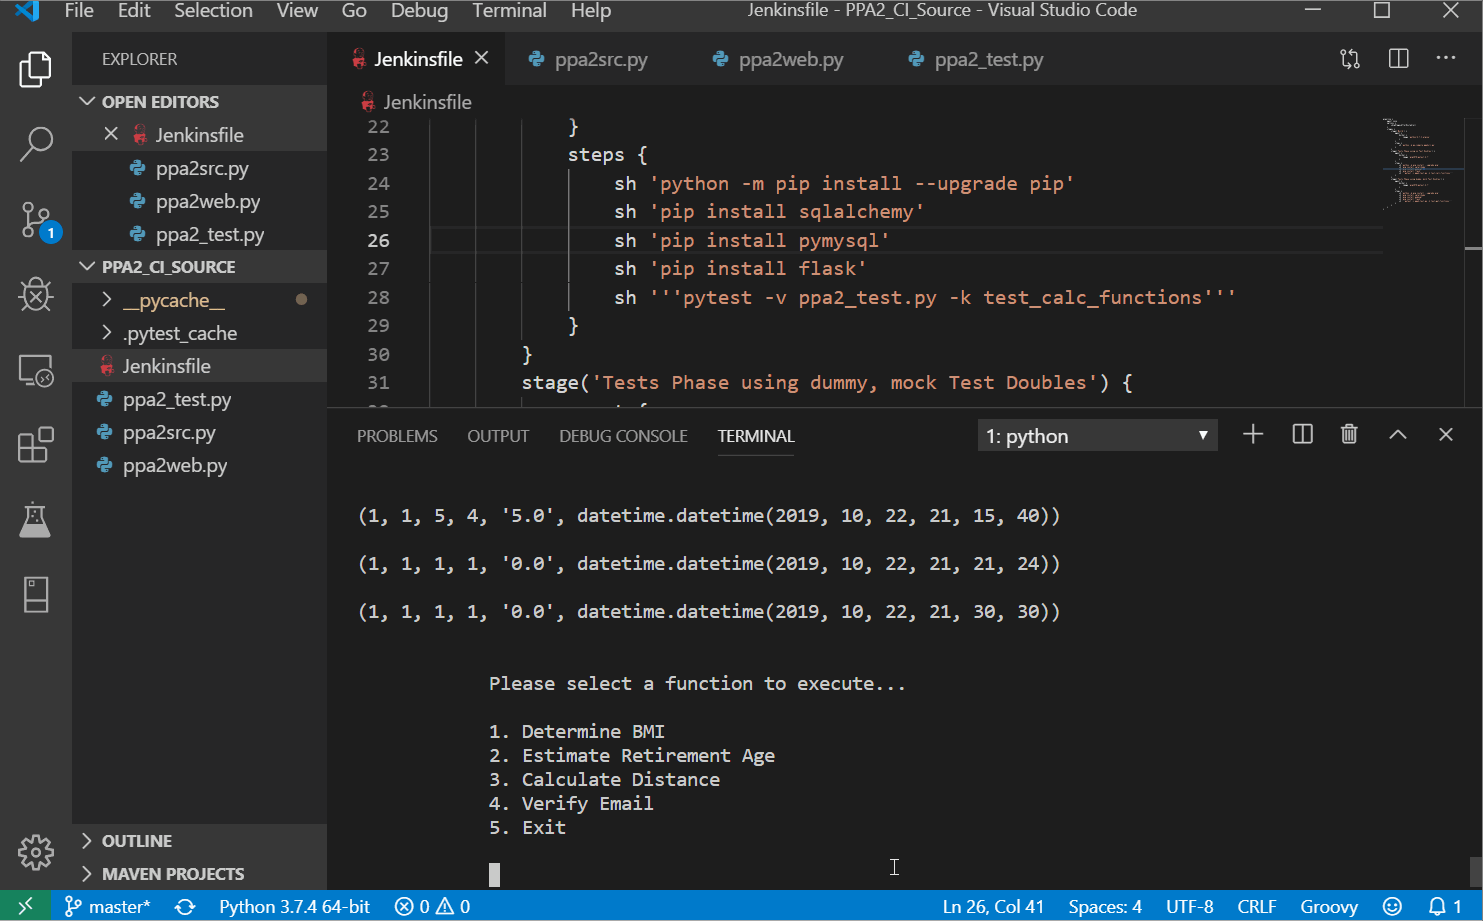 File Edit Selection View Go Debug Terminal Help Jenkinsfile - PPA2_CI_Source - Visual Studio Code
EXPLORER
OPEN EDITORS
Jenkinsfile
ppa2src.py
ppa2web.py
ppa2_test.py
1
PPA2_CI_SOURCE
__pycache__
.pytest_cache
Jenkinsfile
ppa2_test.py
ppa2src.py
ppa2web.py
OUTLINE
MAVEN PROJECTS
Jenkinsfile ppa2src.py ppa2web.py ppa2_test.py
Jenkinsfile
22 }
23 steps {
24 sh 'python -m pip install --upgrade pip'
25 sh 'pip install sqlalchemy'
26 sh 'pip install pymysql'
27 sh 'pip install flask'
28 sh '''pytest -v ppa2_test.py -k test_calc_functions'''
29 }
30 }
31 stage('Tests Phase using dummy, mock Test Doubles') {
PROBLEMS OUTPUT DEBUG CONSOLE TERMINAL 1: python
(1, 1, 5, 4, '5.0', datetime.datetime(2019, 10, 22, 21, 15, 40))
(1, 1, 1, 1, '0.0', datetime.datetime(2019, 10, 22, 21, 21, 24))
(1, 1, 1, 1, '0.0', datetime.datetime(2019, 10, 22, 21, 30, 30))
Please select a function to execute...
1. Determine BMI
2. Estimate Retirement Age
3. Calculate Distance
4. Verify Email
5. Exit
master* Python 3.7.4 64-bit 0 0 Ln 26, Col 41 Spaces: 4 UTF-8 CRLF Groovy 1